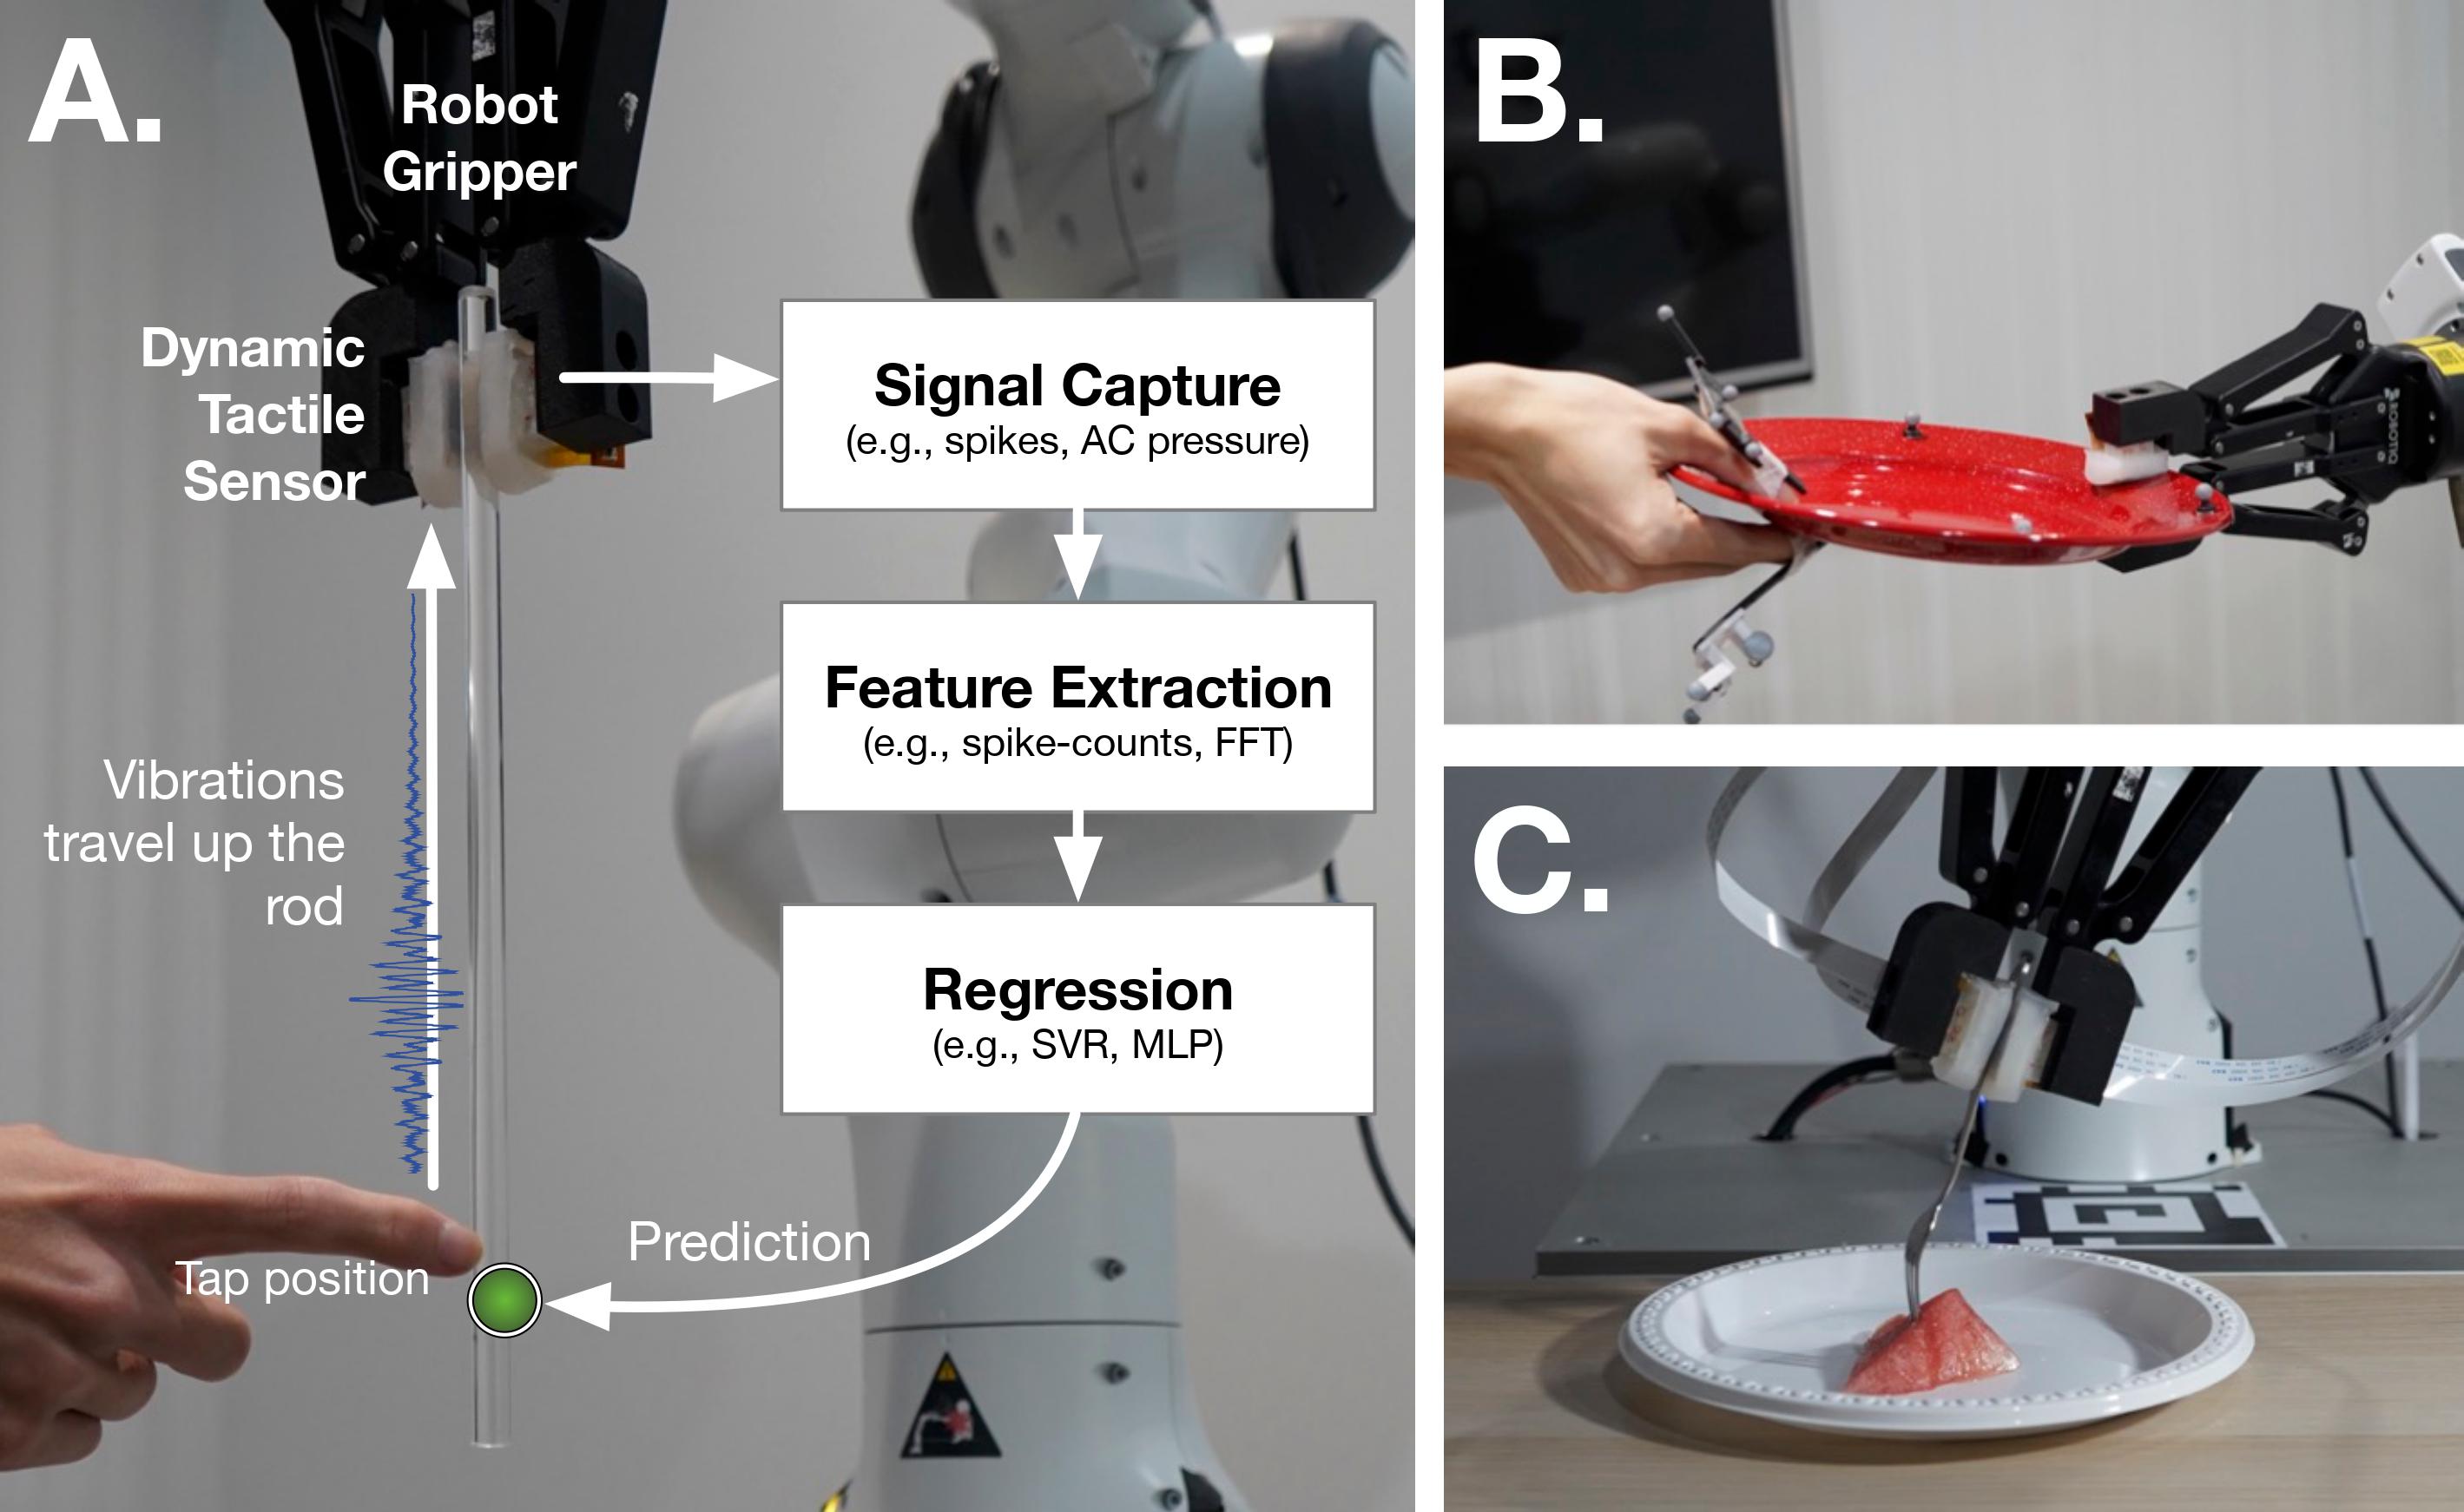 A.
Robot
Gripper
Dynamic
Tactile
Sensor
Signal Capture
(e.g., spikes, AC pressure)
Feature Extraction
(e.g., spike-counts, FFT)
Vibrations
travel up the
rod
Regression
(e.g., SVR, MLP)
Prediction
Tap position
B.
ROBOTIQ
C.